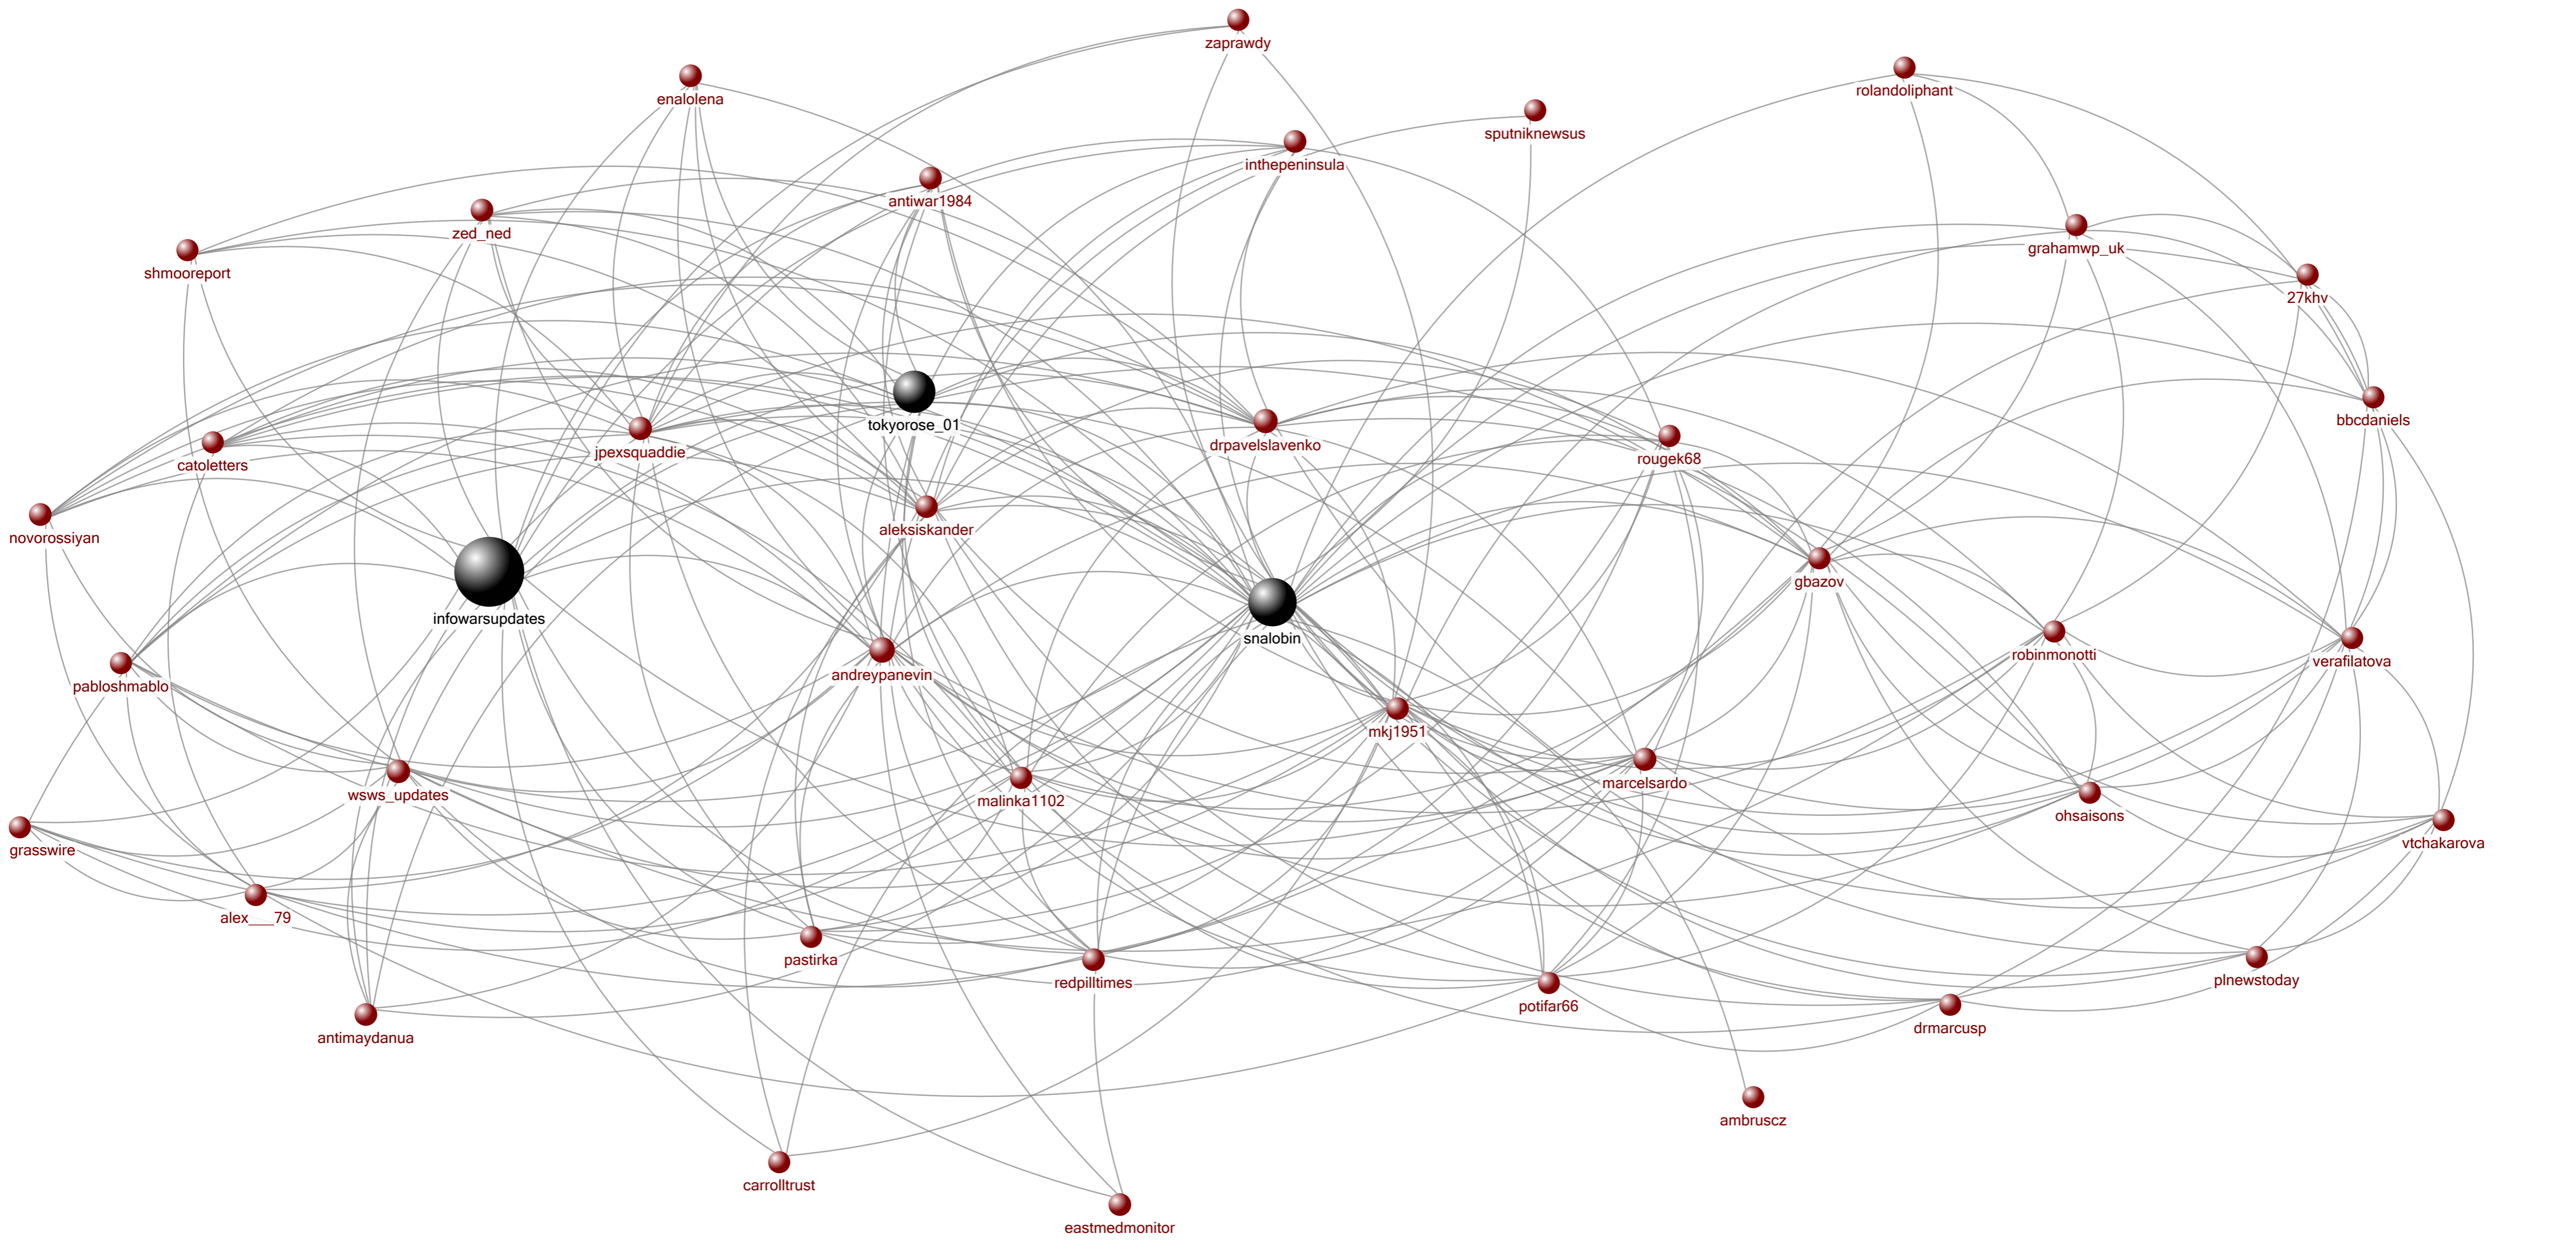 zaprawdy
rolandoliphant
enalolena
sputniknewsus
inthepeninsula
antiwar1984
zed_ned
grahamwp_uk
shmooreport
27khv
bbcdaniels
tokyorose_01
drpavelslavenko
jpexsquaddie
rougek68
catoletters
aleksiskander
novorossiyan
gbazov
infowarsupdates
snalobin
robinmonotti
verafilatova
andreypanevin
pabloshmablo
mkj1951
marcelsardo
wsws_updates
malinka1102
ohsaisons
vtchakarova
grasswire
alex___79
pastirka
plnewstoday
redpilltimes
potifar66
drmarcusp
antimaydanua
ambruscz
carrolltrust
eastmedmonitor